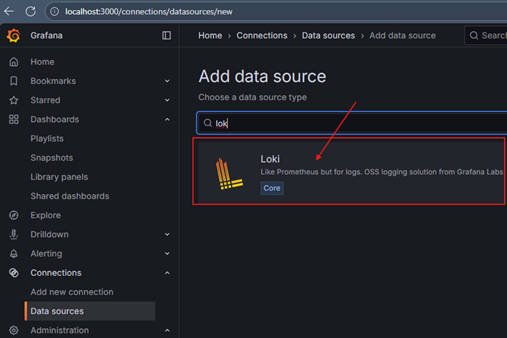 localhost:3000/connections/datasources/new
Grafana
Home › Connections › Data sources › Add data source
Search
Home
Bookmarks
Starred
Dashboards
Playlists
Snapshots
Library panels
Shared dashboards
Explore
Drilldown
Alerting
Connections
Add new connection
Data sources
Administration
Add data source
Choose a data source type
lok
Loki
Like Prometheus but for logs. OSS logging solution from Grafana Labs
Core